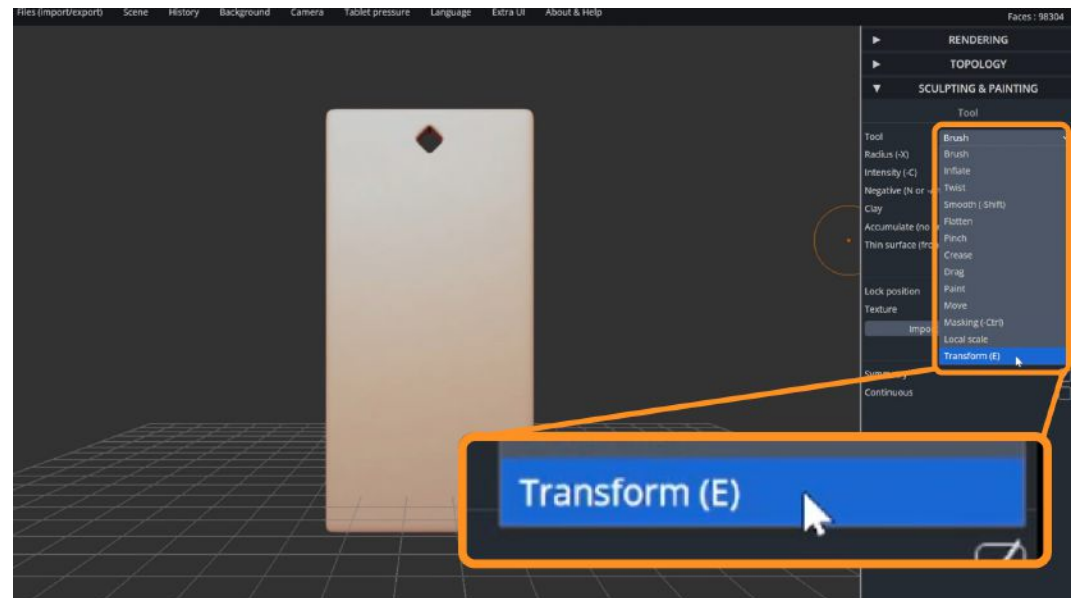 Files (import/export) Scene History Background Camera Tablet pressure Language Extra UI About & Help
Faces : 98304
RENDERING
TOPOLOGY
SCULPTING & PAINTING
Tool
Tool Brush
Radius (-X) Brush
Inflate
Intensity (-C)
Twist
Negative (N or
Smooth (-Shift)
Clay
Flatten
Accumulate (no
Pinch
Thin surface (fro
Crease
Drag
Lock position Paint
Move
Texture
Masking (-Ctrl)
Impo
Local scale
Transform (E)
Continuous
Transform (E)